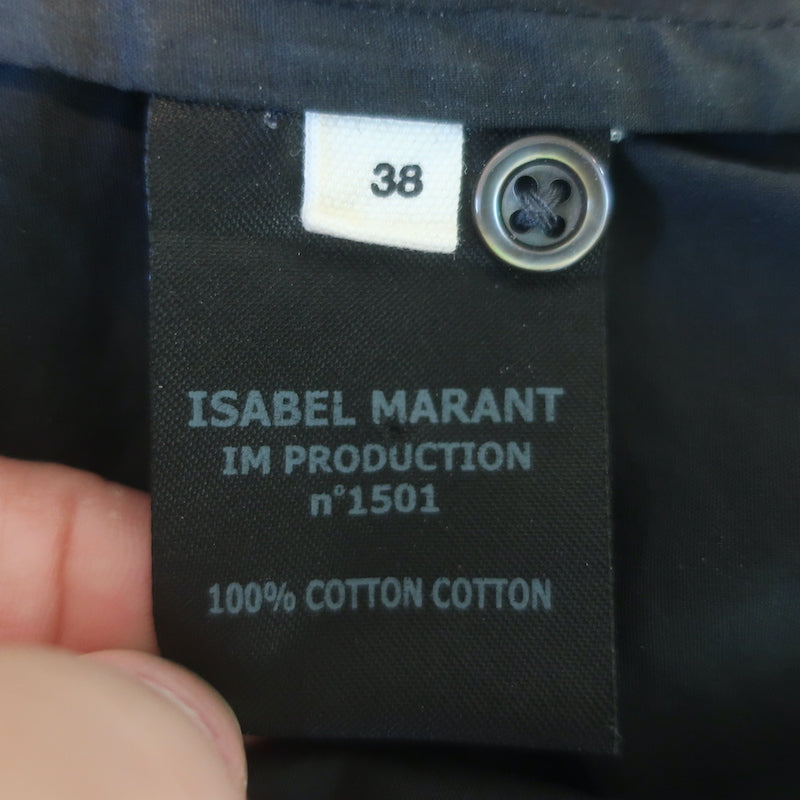 38
ISABEL MARANT
IM PRODUCTION
n°1501
100% COTTON COTTON